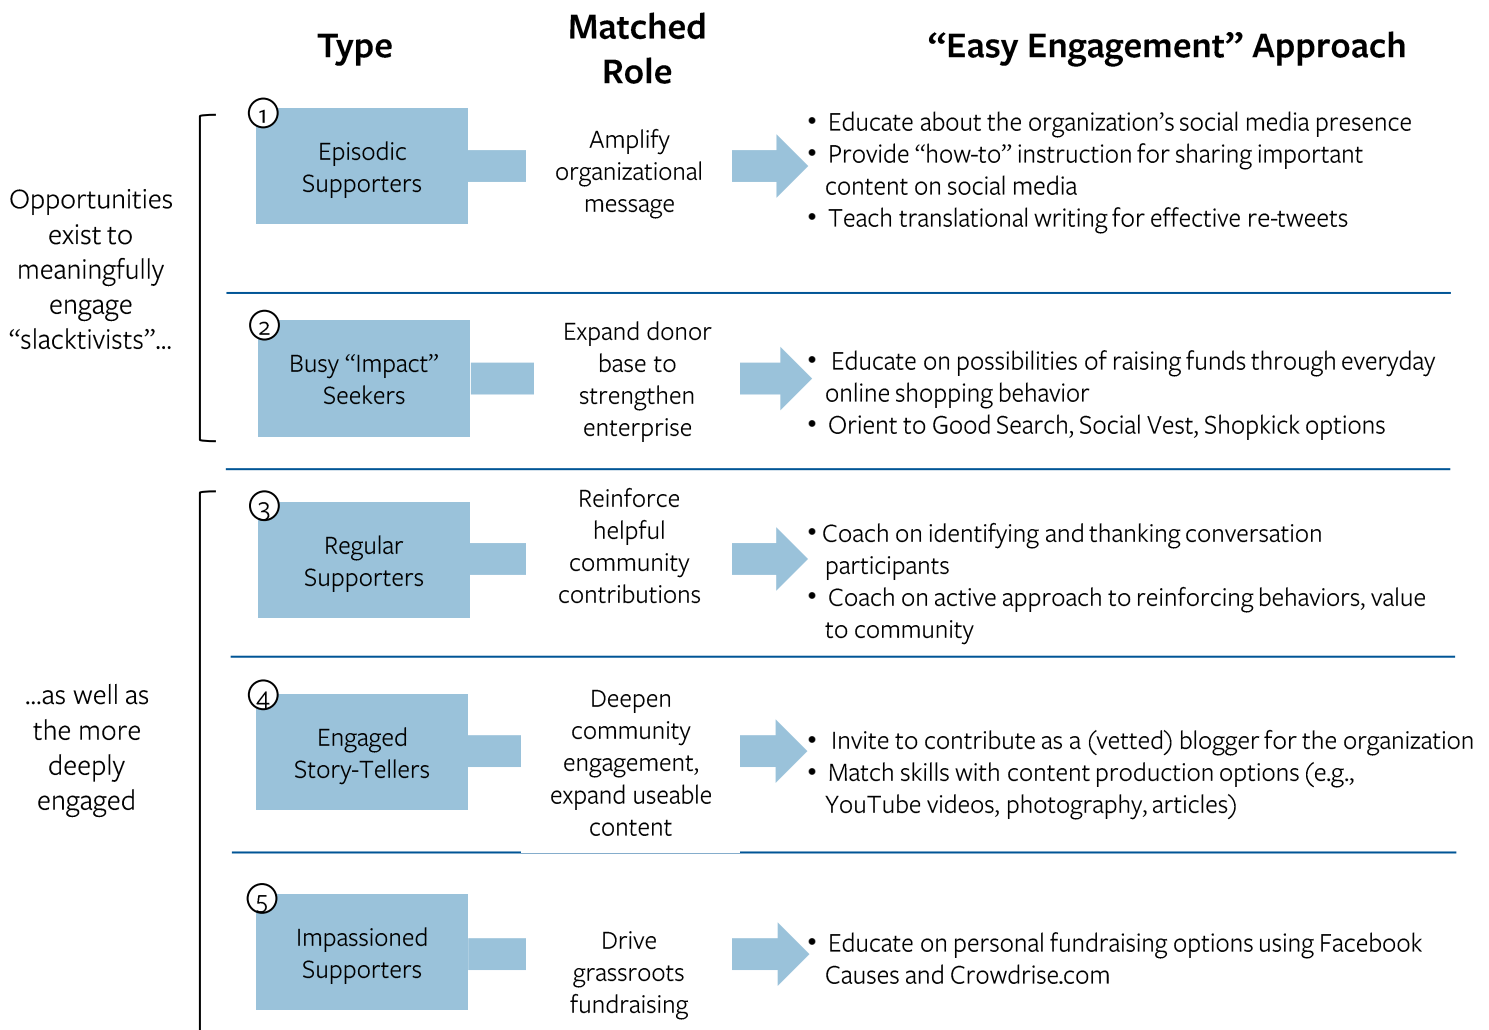 Type
Matched
Role
“Easy Engagement” Approach
Opportunities
exist to
meaningfully
engage
“slacktivists”...
1
Episodic
Supporters
Amplify
organizational
message
• Educate about the organization’s social media presence
• Provide “how-to” instruction for sharing important
content on social media
• Teach translational writing for effective re-tweets
2
Busy “Impact”
Seekers
Expand donor
base to
strengthen
enterprise
• Educate on possibilities of raising funds through everyday
online shopping behavior
• Orient to Good Search, Social Vest, Shopkick options
...as well as
the more
deeply
engaged
3
Regular
Supporters
Reinforce
helpful
community
contributions
• Coach on identifying and thanking conversation
participants
• Coach on active approach to reinforcing behaviors, value
to community
4
Engaged
Story-Tellers
Deepen
community
engagement,
expand useable
content
• Invite to contribute as a (vetted) blogger for the organization
• Match skills with content production options (e.g.,
YouTube videos, photography, articles)
5
Impassioned
Supporters
Drive
grassroots
fundraising
• Educate on personal fundraising options using Facebook
Causes and Crowdrise.com